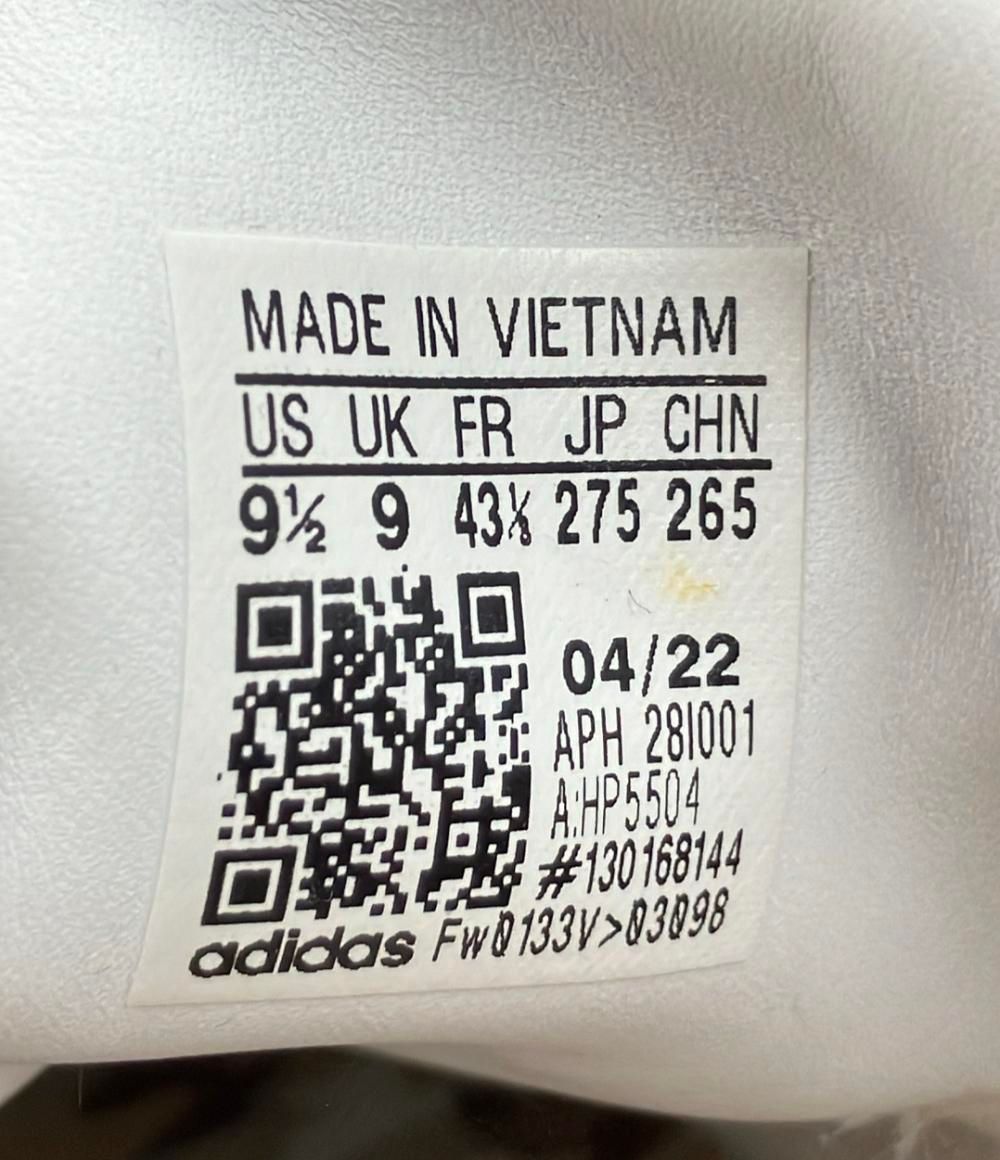 MADE IN VIETNAM
US UK FR JP CHN
9½ 9 43⅓ 275 265
04/22
APH 28I001
A:HP5504
#130168144
adidas Fw0133V>03098